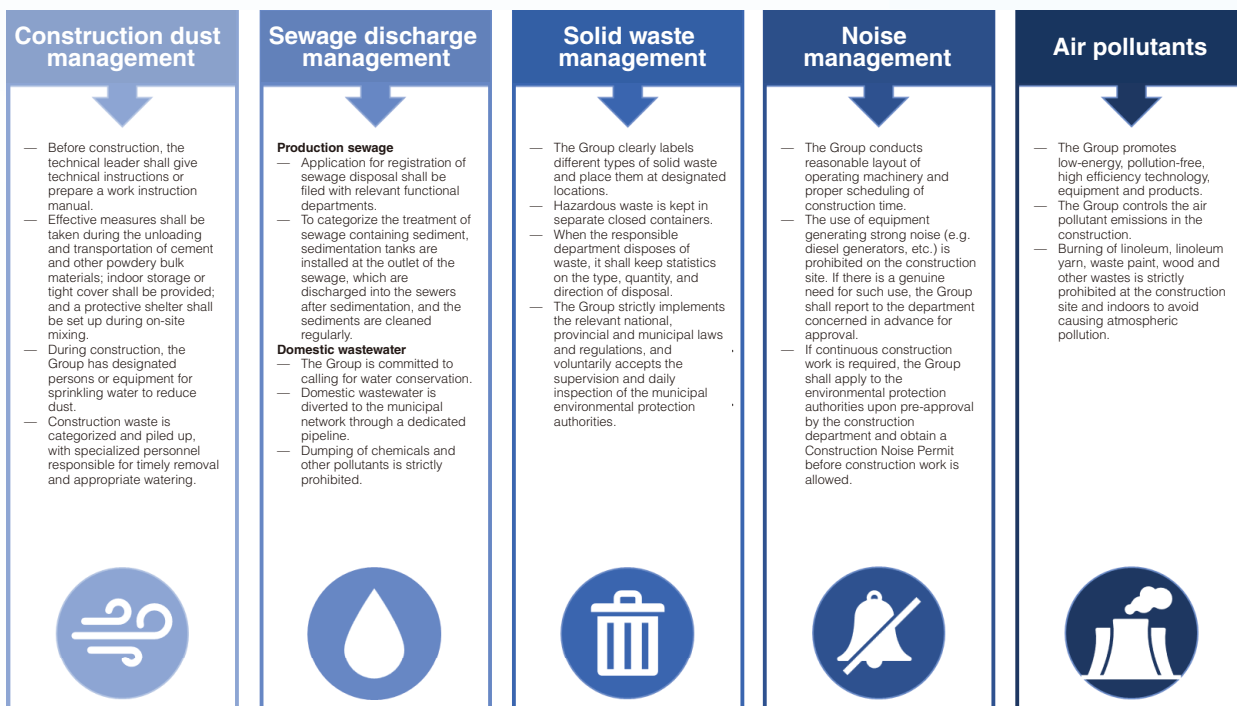 Construction dust
management
— Before construction, the
technical leader shall give
technical instructions or
prepare a work instruction
manual.
— Effective measures shall be
taken during the unloading
and transportation of cement
and other powdery bulk
materials; indoor storage or
tight cover shall be provided;
and a protective shelter shall
be set up during on-site
mixing.
— During construction, the
Group has designated
persons or equipment for
sprinkling water to reduce
dust.
— Construction waste is
categorized and piled up,
with specialized personnel
responsible for timely removal
and appropriate watering.
Sewage discharge
management
Production sewage
— Application for registration of
sewage disposal shall be
filed with relevant functional
departments.
— To categorize the treatment of
sewage containing sediment,
sedimentation tanks are
installed at the outlet of the
sewage, which are
discharged into the sewers
after sedimentation, and the
sediments are cleaned
regularly.
Domestic wastewater
— The Group is committed to
calling for water conservation.
— Domestic wastewater is
diverted to the municipal
network through a dedicated
pipeline.
— Dumping of chemicals and
other pollutants is strictly
prohibited.
Solid waste
management
— The Group clearly labels
different types of solid waste
and place them at designated
locations.
— Hazardous waste is kept in
separate closed containers.
— When the responsible
department disposes of
waste, it shall keep statistics
on the type, quantity, and
direction of disposal.
— The Group strictly implements
the relevant national,
provincial and municipal laws
and regulations, and
voluntarily accepts the
supervision and daily
inspection of the municipal
environmental protection
authorities.
Noise
management
— The Group conducts
reasonable layout of
operating machinery and
proper scheduling of
construction time.
— The use of equipment
generating strong noise (e.g.
diesel generators, etc.) is
prohibited on the construction
site. If there is a genuine
need for such use, the Group
shall report to the department
concerned in advance for
approval.
— If continuous construction
work is required, the Group
shall apply to the
environmental protection
authorities upon pre-approval
by the construction
department and obtain a
Construction Noise Permit
before construction work is
allowed.
Air pollutants
— The Group promotes
low-energy, pollution-free,
high efficiency technology,
equipment and products.
— The Group controls the air
pollutant emissions in the
construction.
— Burning of linoleum, linoleum
yarn, waste paint, wood and
other wastes is strictly
prohibited at the construction
site and indoors to avoid
causing atmospheric
pollution.